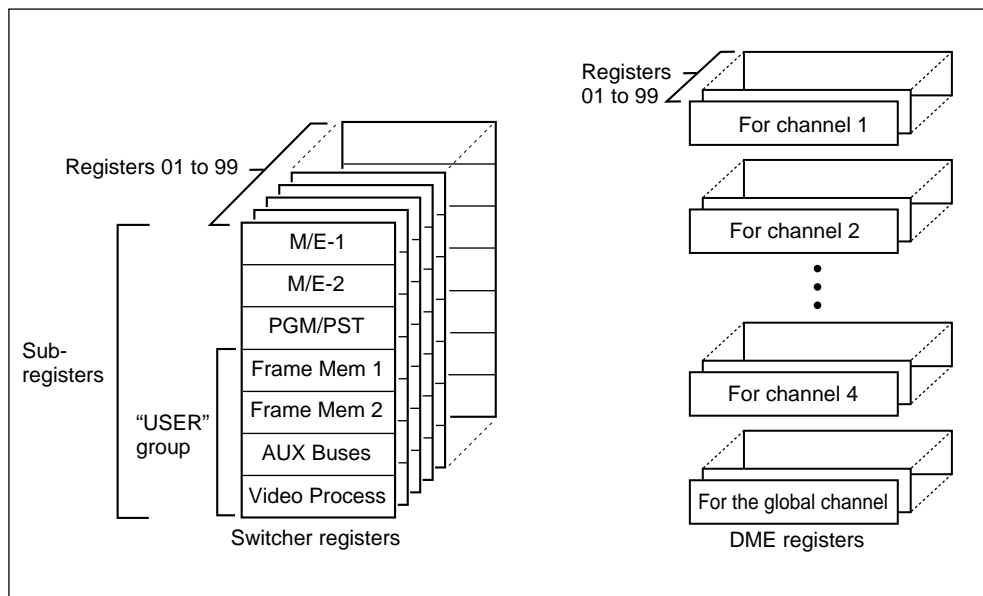 Registers 01 to 99
Sub-
registers
“USER”
group
M/E-1
M/E-2
PGM/PST
Frame Mem 1
Frame Mem 2
AUX Buses
Video Process
Switcher registers
Registers
01 to 99
For channel 1
For channel 2
For channel 4
For the global channel
DME registers